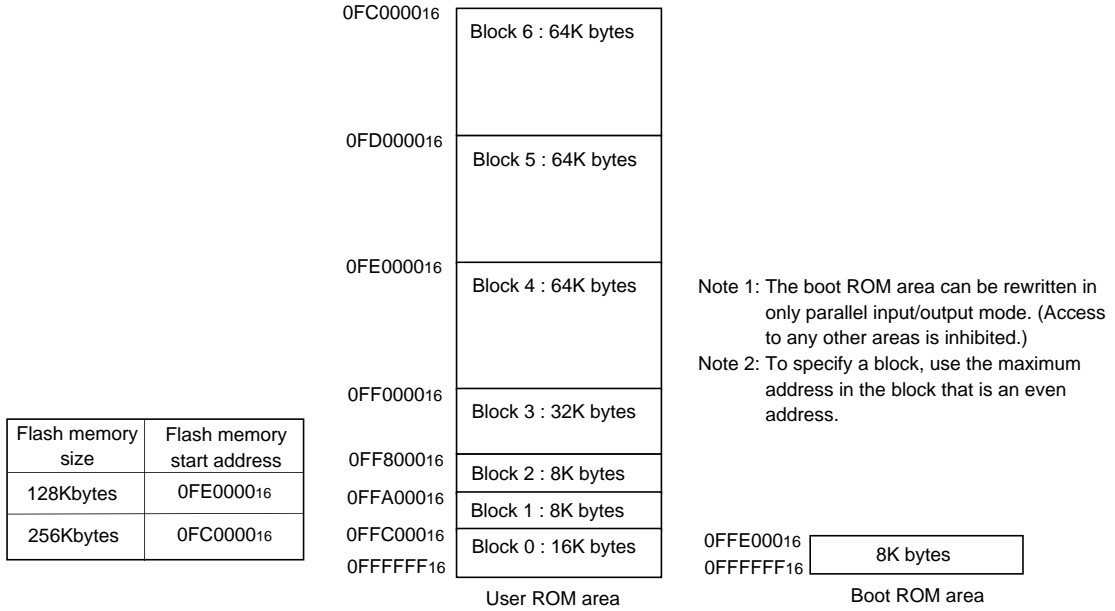 0FC000016
Block 6 : 64K bytes
0FD000016
Block 5 : 64K bytes
0FE000016
Block 4 : 64K bytes
Note 1: The boot ROM area can be rewritten in
only parallel input/output mode. (Access
to any other areas is inhibited.)
Note 2: To specify a block, use the maximum
address in the block that is an even
address.
0FF000016
Block 3 : 32K bytes
Flash memory size
Flash memory start address
128Kbytes
0FE000016
256Kbytes
0FC000016
0FF800016
Block 2 : 8K bytes
0FFA00016
Block 1 : 8K bytes
0FFC00016
Block 0 : 16K bytes
0FFFFFF16
User ROM area
0FFE00016
8K bytes
0FFFFFF16
Boot ROM area